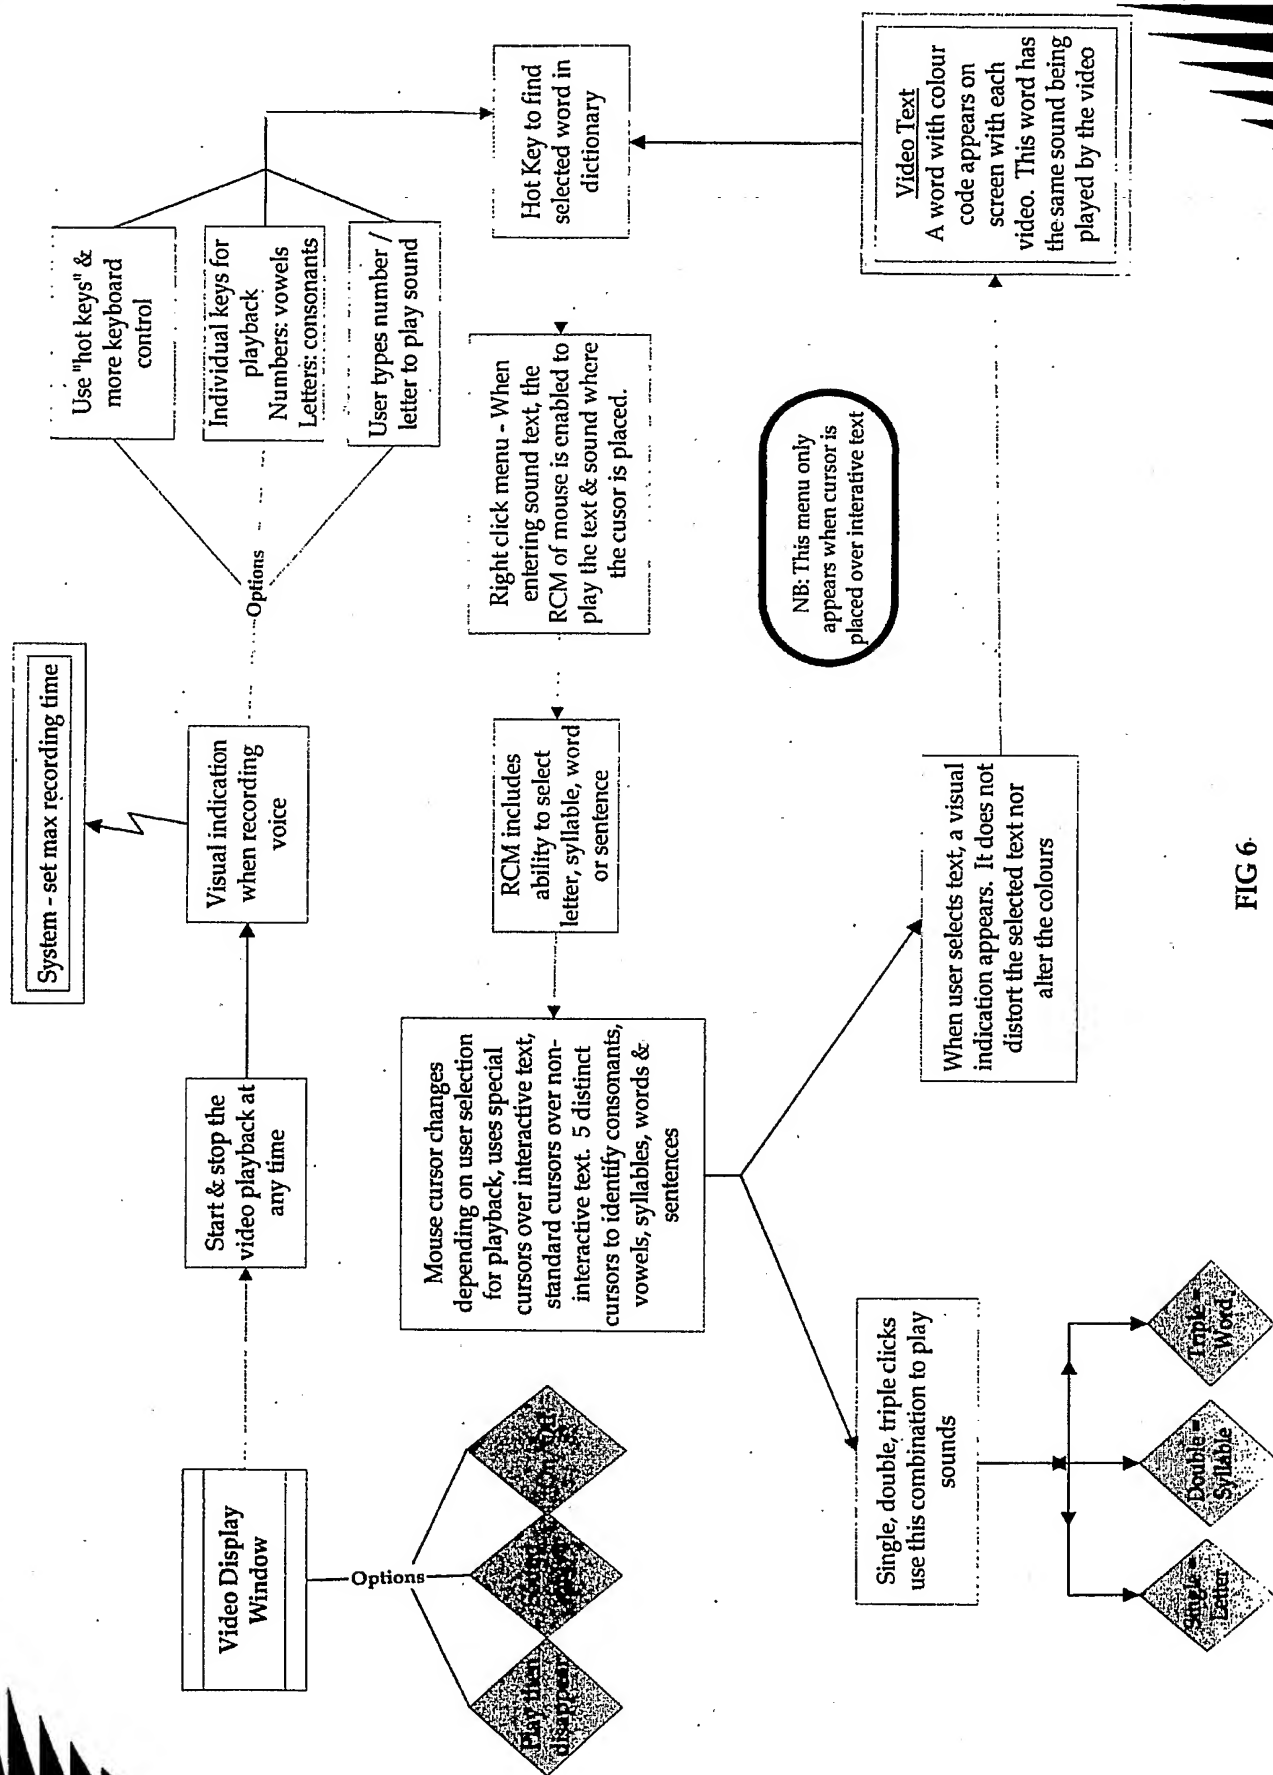 System - set max recording time
Video Display
Window
Start & stop the
video playback at
any time
Visual indication
when recording
voice
Options
Use "hot keys" &
more keyboard
control
Individual keys for
playback
Numbers: vowels
Letters: consonants
User types number /
letter to play sound
Options
Play then
disappear
On
Mouse cursor changes
depending on user selection
for playback, uses special
cursors over interactive text,
standard cursors over non-
interactive text. 5 distinct
cursors to identify consonants,
vowels, syllables, words &
sentences
RCM includes
ability to select
letter, syllable, word
or sentence
Right click menu - When
entering sound text, the
RCM of mouse is enabled to
play the text & sound where
the cusor is placed.
Hot Key to find
selected word in
dictionary
NB: This menu only
appears when cursor is
placed over interative text
Single, double, triple clicks
use this combination to play
sounds
When user selects text, a visual
indication appears. It does not
distort the selected text nor
alter the colours
Video Text
A word with colour
code appears on
screen with each
video. This word has
the same sound being
played by the video
Single =
Letter
Double =
Syllable
Triple =
Word
FIG 6